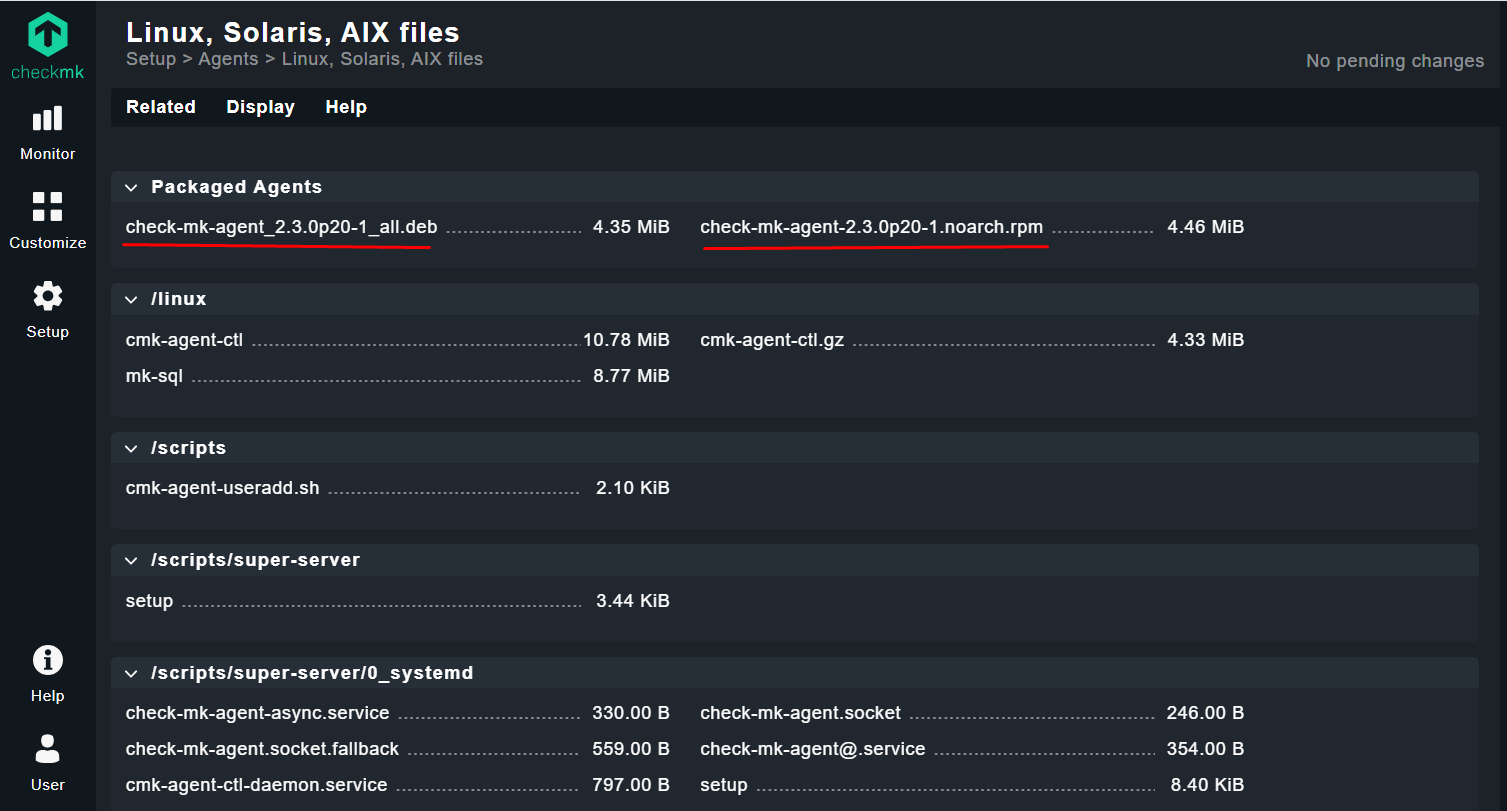 checkmk
Monitor
Customize
Setup
Help
User
Linux, Solaris, AIX files
Setup > Agents > Linux, Solaris, AIX files
No pending changes
Related Display Help
Packaged Agents
check-mk-agent_2.3.0p20-1_all.deb 4.35 MiB check-mk-agent-2.3.0p20-1.noarch.rpm 4.46 MiB
/linux
cmk-agent-ctl 10.78 MiB cmk-agent-ctl.gz 4.33 MiB
mk-sql 8.77 MiB
/scripts
cmk-agent-useradd.sh 2.10 KiB
/scripts/super-server
setup 3.44 KiB
/scripts/super-server/0_systemd
check-mk-agent-async.service 330.00 B check-mk-agent.socket 246.00 B
check-mk-agent.socket.fallback 559.00 B check-mk-agent@.service 354.00 B
cmk-agent-ctl-daemon.service 797.00 B setup 8.40 KiB